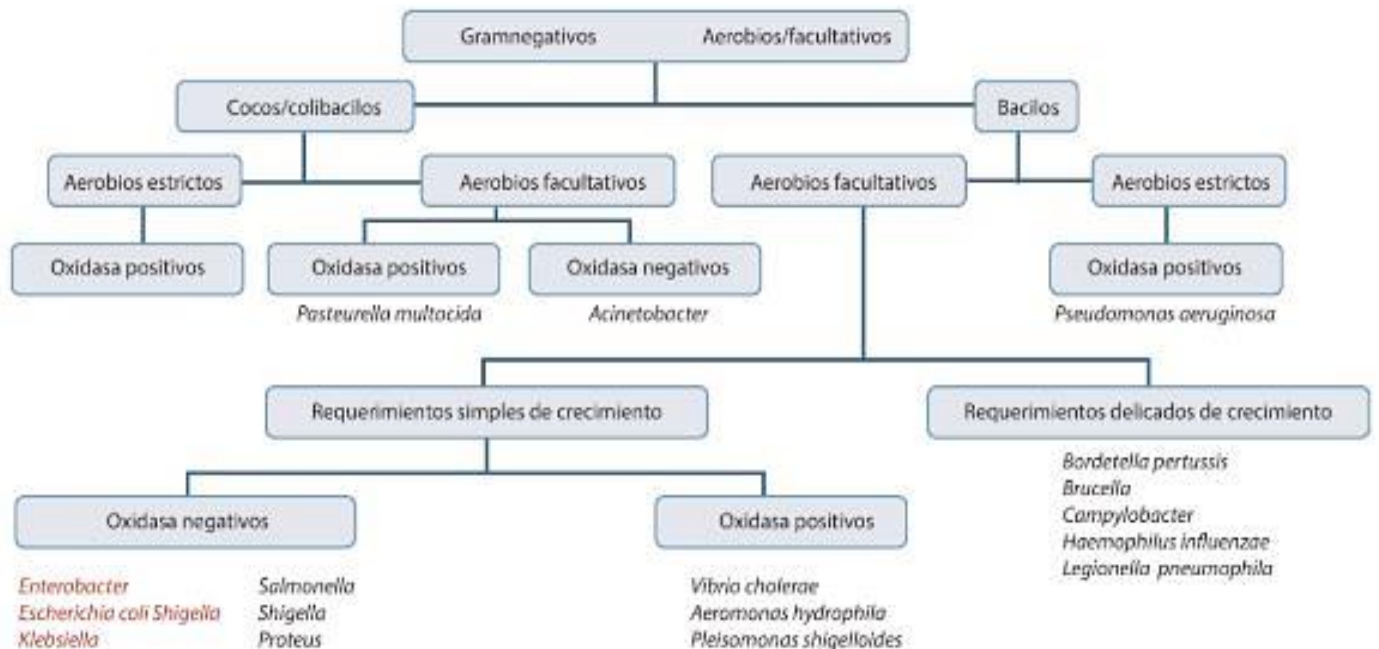 Gramnegativos Aerobios/facultativos
Cocos/colibacilos
Bacilos
Aerobios estrictos
Aerobios facultativos
Aerobios facultativos
Aerobios estrictos
Oxidasa positivos
Oxidasa positivos
Oxidasa negativos
Oxidasa positivos
Pasteurella multocida
Acinetobacter
Pseudomonas aeruginosa
Requerimientos simples de crecimiento
Requerimientos delicados de crecimiento
Bordetella pertussis
Brucella
Campylobacter
Haemophilus influenzae
Legionella pneumophila
Oxidasa negativos
Oxidasa positivos
Enterobacter
Escherichia coli Shigella
Klebsiella
Salmonella
Shigella
Proteus
Vibrio cholerae
Aeromonas hydrophila
Pleisomonas shigelloides